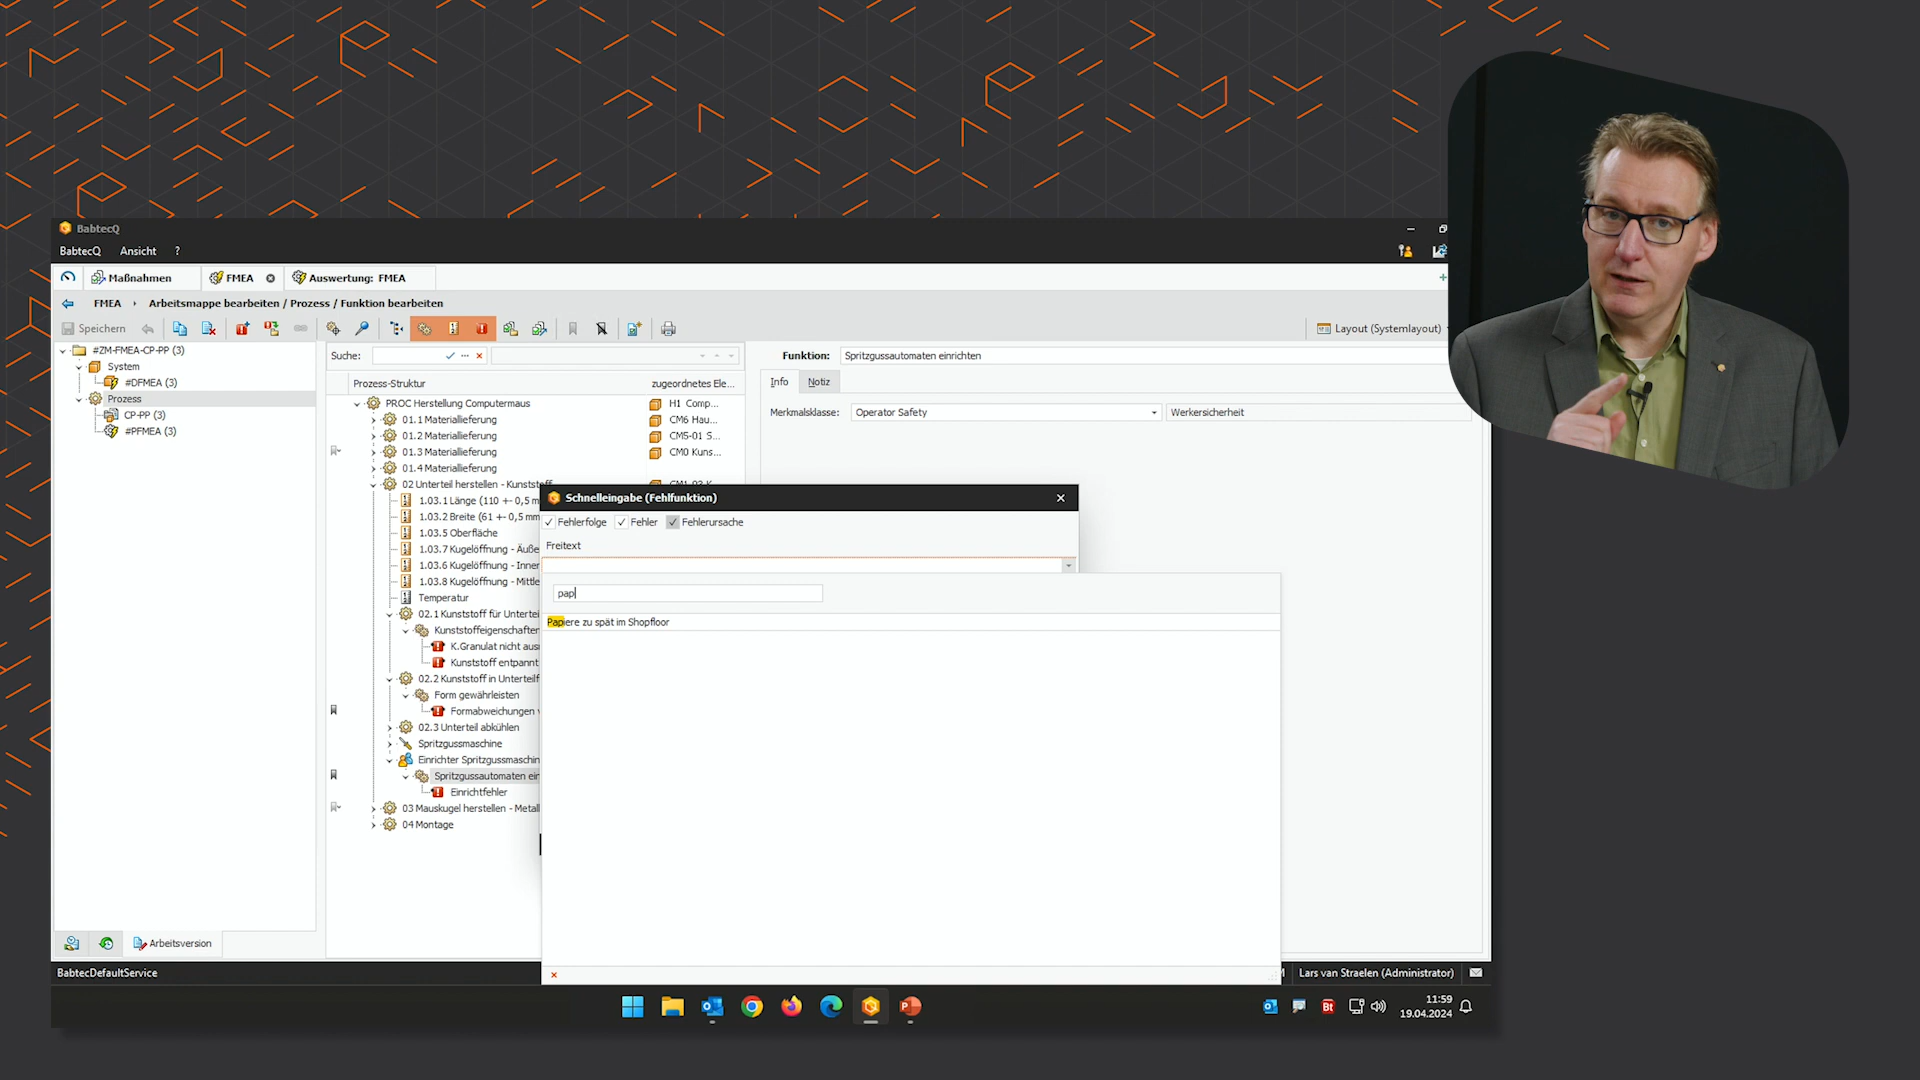 BabtecQ
BabtecQ Ansicht ?
Maßnahmen FMEA Auswertung: FMEA
FMEA Arbeitsmappe bearbeiten / Prozess / Funktion bearbeiten
Speichern Layout (Systemlayout)
#ZM-FMEA-CP-PP (3)
System
#DFMEA (3)
Prozess
CP-PP (3)
#PFMEA (3)
Suche:
Prozess-Struktur zugeordnetes Ele...
PROC Herstellung Computermaus H1 Comp...
01.1 Materiallieferung CM6 Hau...
01.2 Materiallieferung CM5-01 S...
01.3 Materiallieferung CM0 Kuns...
01.4 Materiallieferung
02 Unterteil herstellen - Kunststoff
1.03.1 Länge (110 +- 0,5 m
1.03.2 Breite (61 +- 0,5 mm
1.03.5 Oberfläche
1.03.7 Kugelöffnung - Äuße
1.03.6 Kugelöffnung - Inner
1.03.8 Kugelöffnung - Mittle
Temperatur
02.1 Kunststoff für Untertei
Kunststoffeigenschaften
K.Granulat nicht aus
Kunststoff entpannt
02.2 Kunststoff in Unterteilf
Form gewährleisten
Formabweichungen
02.3 Unterteil abkühlen
Spritzgussmaschine
Einrichter Spritzgussmaschin
Spritzgussautomaten ein
Einrichtfehler
03 Mauskugel herstellen - Metall
04 Montage
Funktion: Spritzgussautomaten einrichten
Info Notiz
Merkmalsklasse: Operator Safety Werkersicherheit
Schnelleingabe (Fehlfunktion)
Fehlerfolge Fehler Fehlerursache
Freitext
pap
Papiere zu spät im Shopfloor
Arbeitsversion
BabtecDefaultService Lars van Straelen (Administrator)
Bt
11:59
19.04.2024